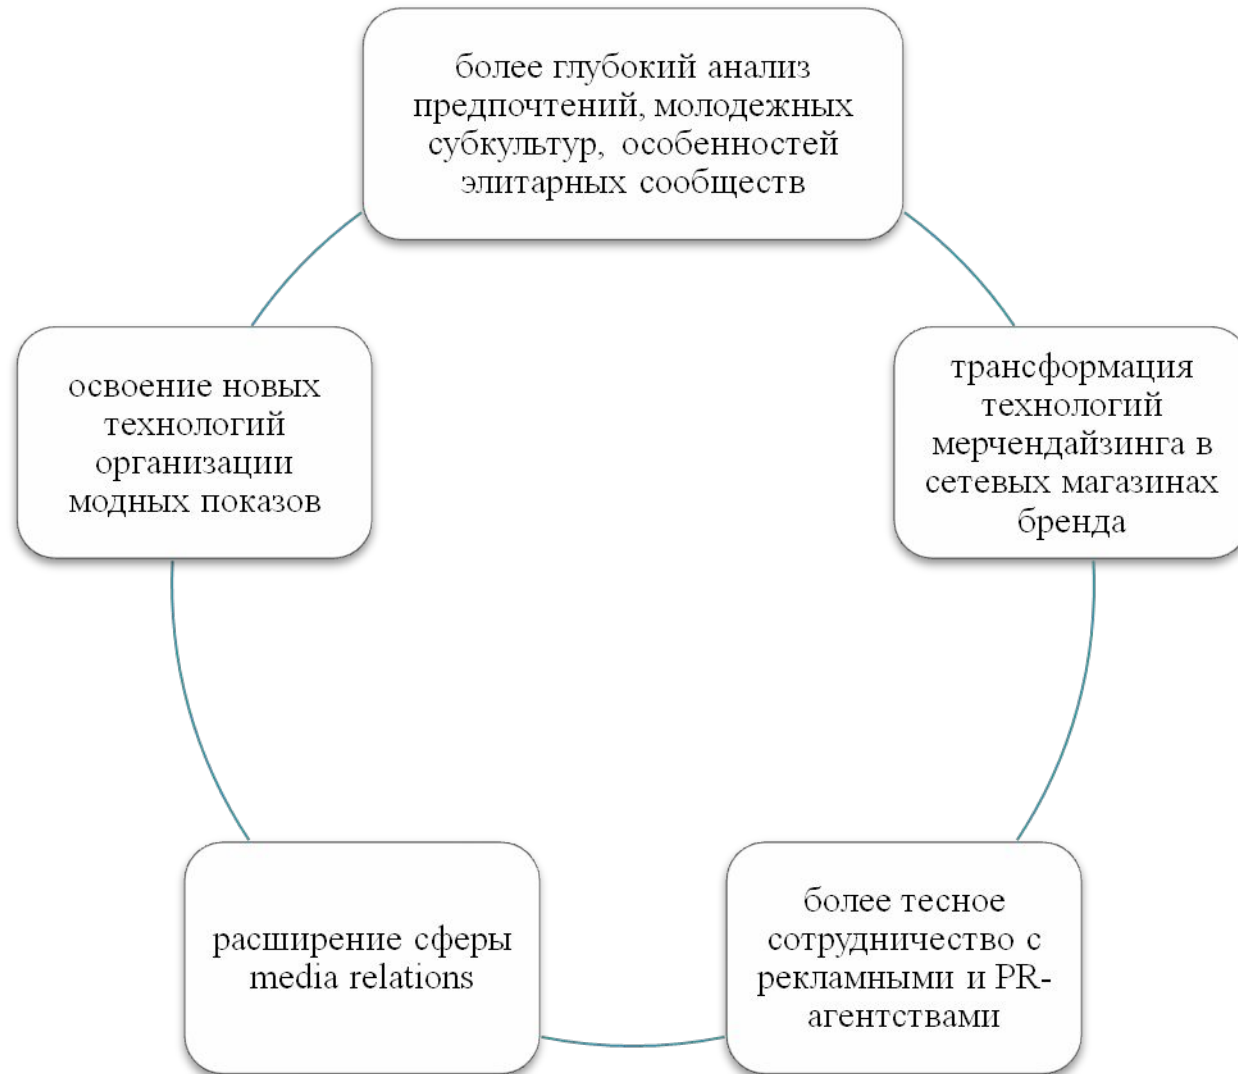 более глубокий анализ
предпочтений, молодежных
субкультур, особенностей
элитарных сообществ
трансформация
технологий
мерчендайзинга в
сетевых магазинах
бренда
более тесное
сотрудничество с
рекламными и PR-
агентствами
расширение сферы
media relations
освоение новых
технологий
организации
модных показов